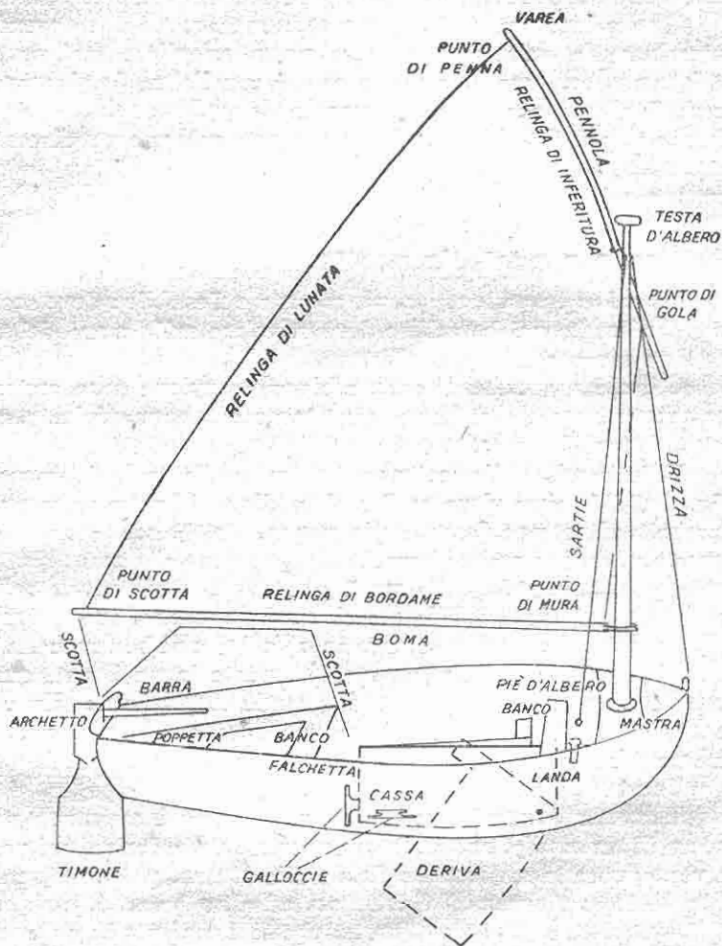 VAREA
PUNTO
DI PENNA
PENNOLA
RELINGA DI INFERITURA
TESTA
D'ALBERO
PUNTO DI
GOLA
RELINGA DI LUNATA
DRIZZA
SARTIE
PUNTO
DI SCOTTA
RELINGA DI BORDAME
PUNTO
DI MURA
BOMA
SCOTTA
SCOTTA
BARRA
PIÈ D'ALBERO
ARCHETTO
BANCO
MASTRA
POPPETTA
BANCO
FALCHETTA
LANDA
CASSA
TIMONE
GALLOCCIE
DERIVA